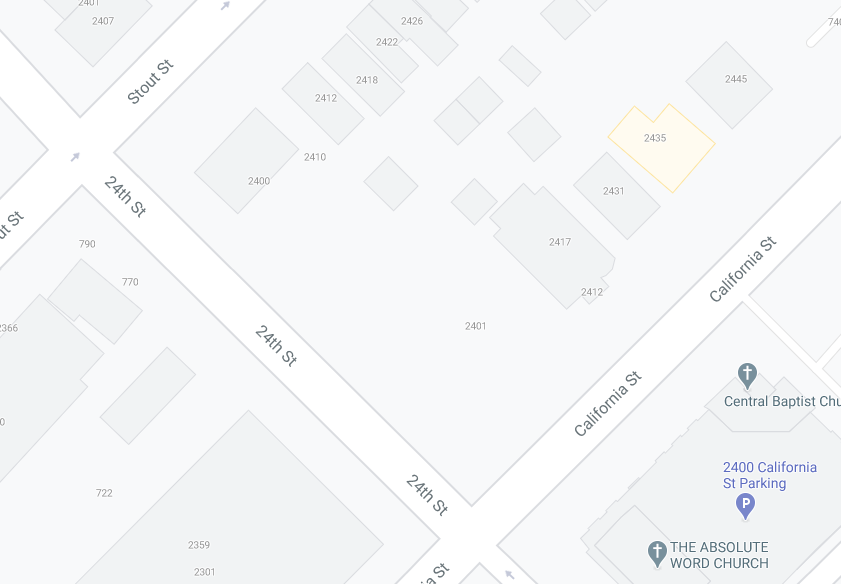 2401
2407
2426
2422
2418
2412
2410
2400
Stout St
24th St
790
770
2366
722
2359
2301
24th St
24th St
2401
2417
2412
2431
2435
2445
California St
California St
Central Baptist Chu
2400 California
St Parking
P
THE ABSOLUTE
WORD CHURCH